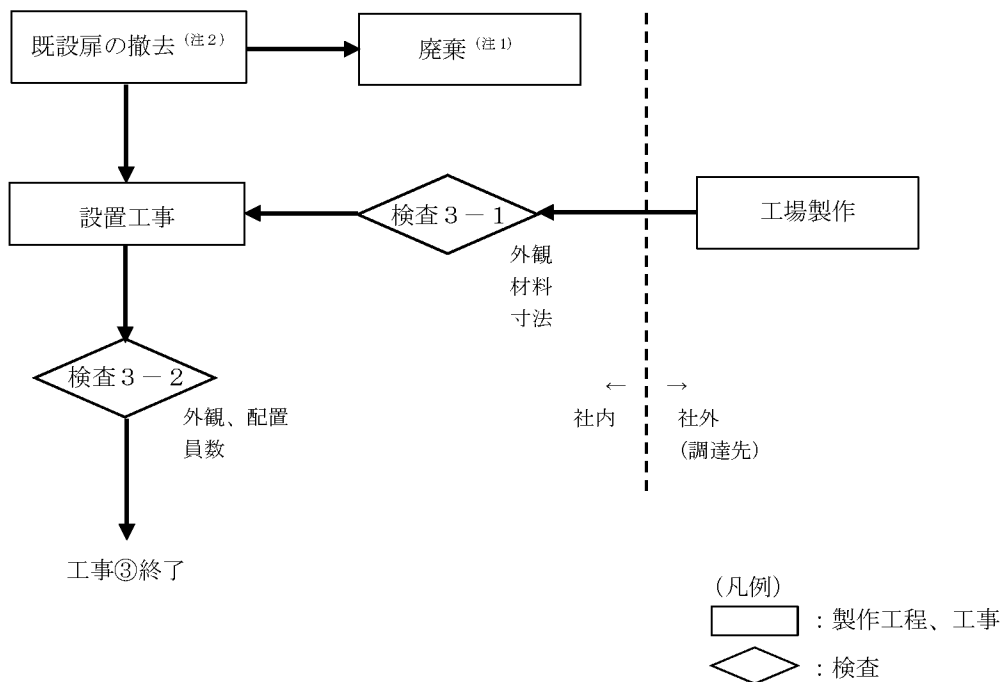 既設扉の撤去(注2)
廃棄(注1)
設置工事
検査3-1
工場製作
外観
材料
寸法
検査3-2
外観、配置
員数
← →
社内 社外
(調達先)
工事③終了
(凡例)
:製作工程、工事
:検査